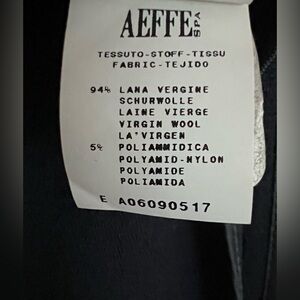 AEFFE SPA
TESSUTO-STOFF-TISSU
FABRIC-TEJIDO
94% LANA VERGINE
SCHURWOLLE
LAINE VIERGE
VIRGIN WOOL
LA'VIRGEN
5% POLIAMMIDICA
POLYAMID-NYLON
POLYAMIDE
POLIAMIDA
E A06090517